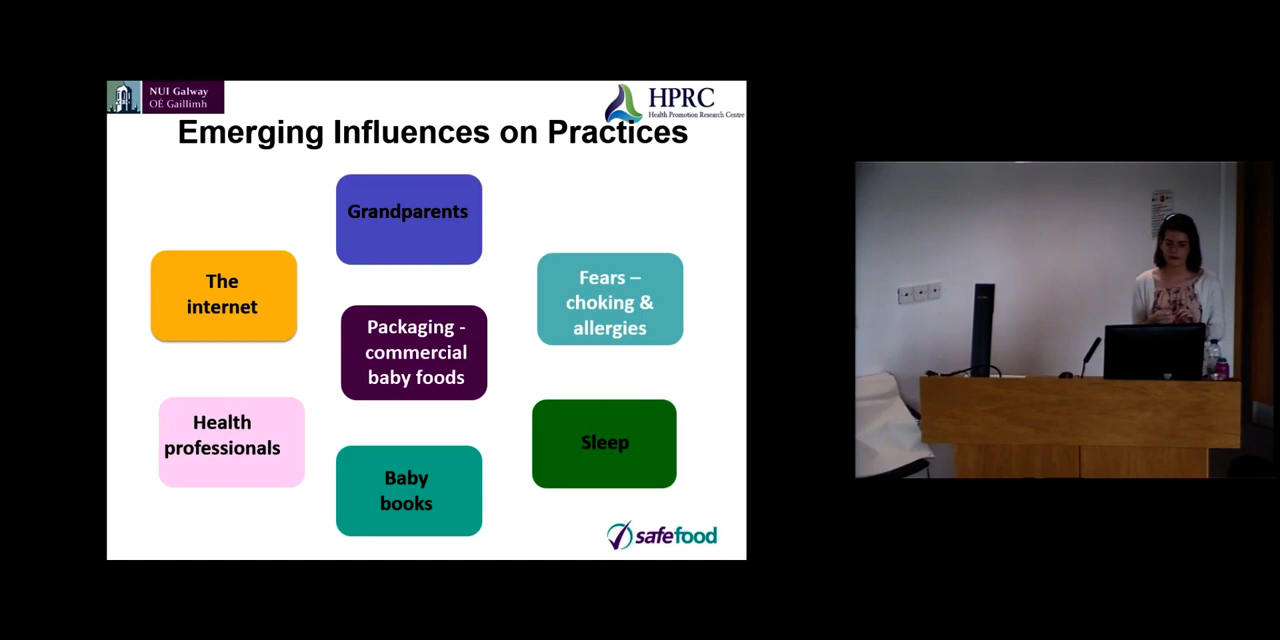 NUI Galway
OÉ Gaillimh
HPRC
Health Promotion Research Centre
Emerging Influences on Practices
Grandparents
The
internet
Fears –
choking &
allergies
Packaging -
commercial
baby foods
Health
professionals
Sleep
Baby
books
safefood